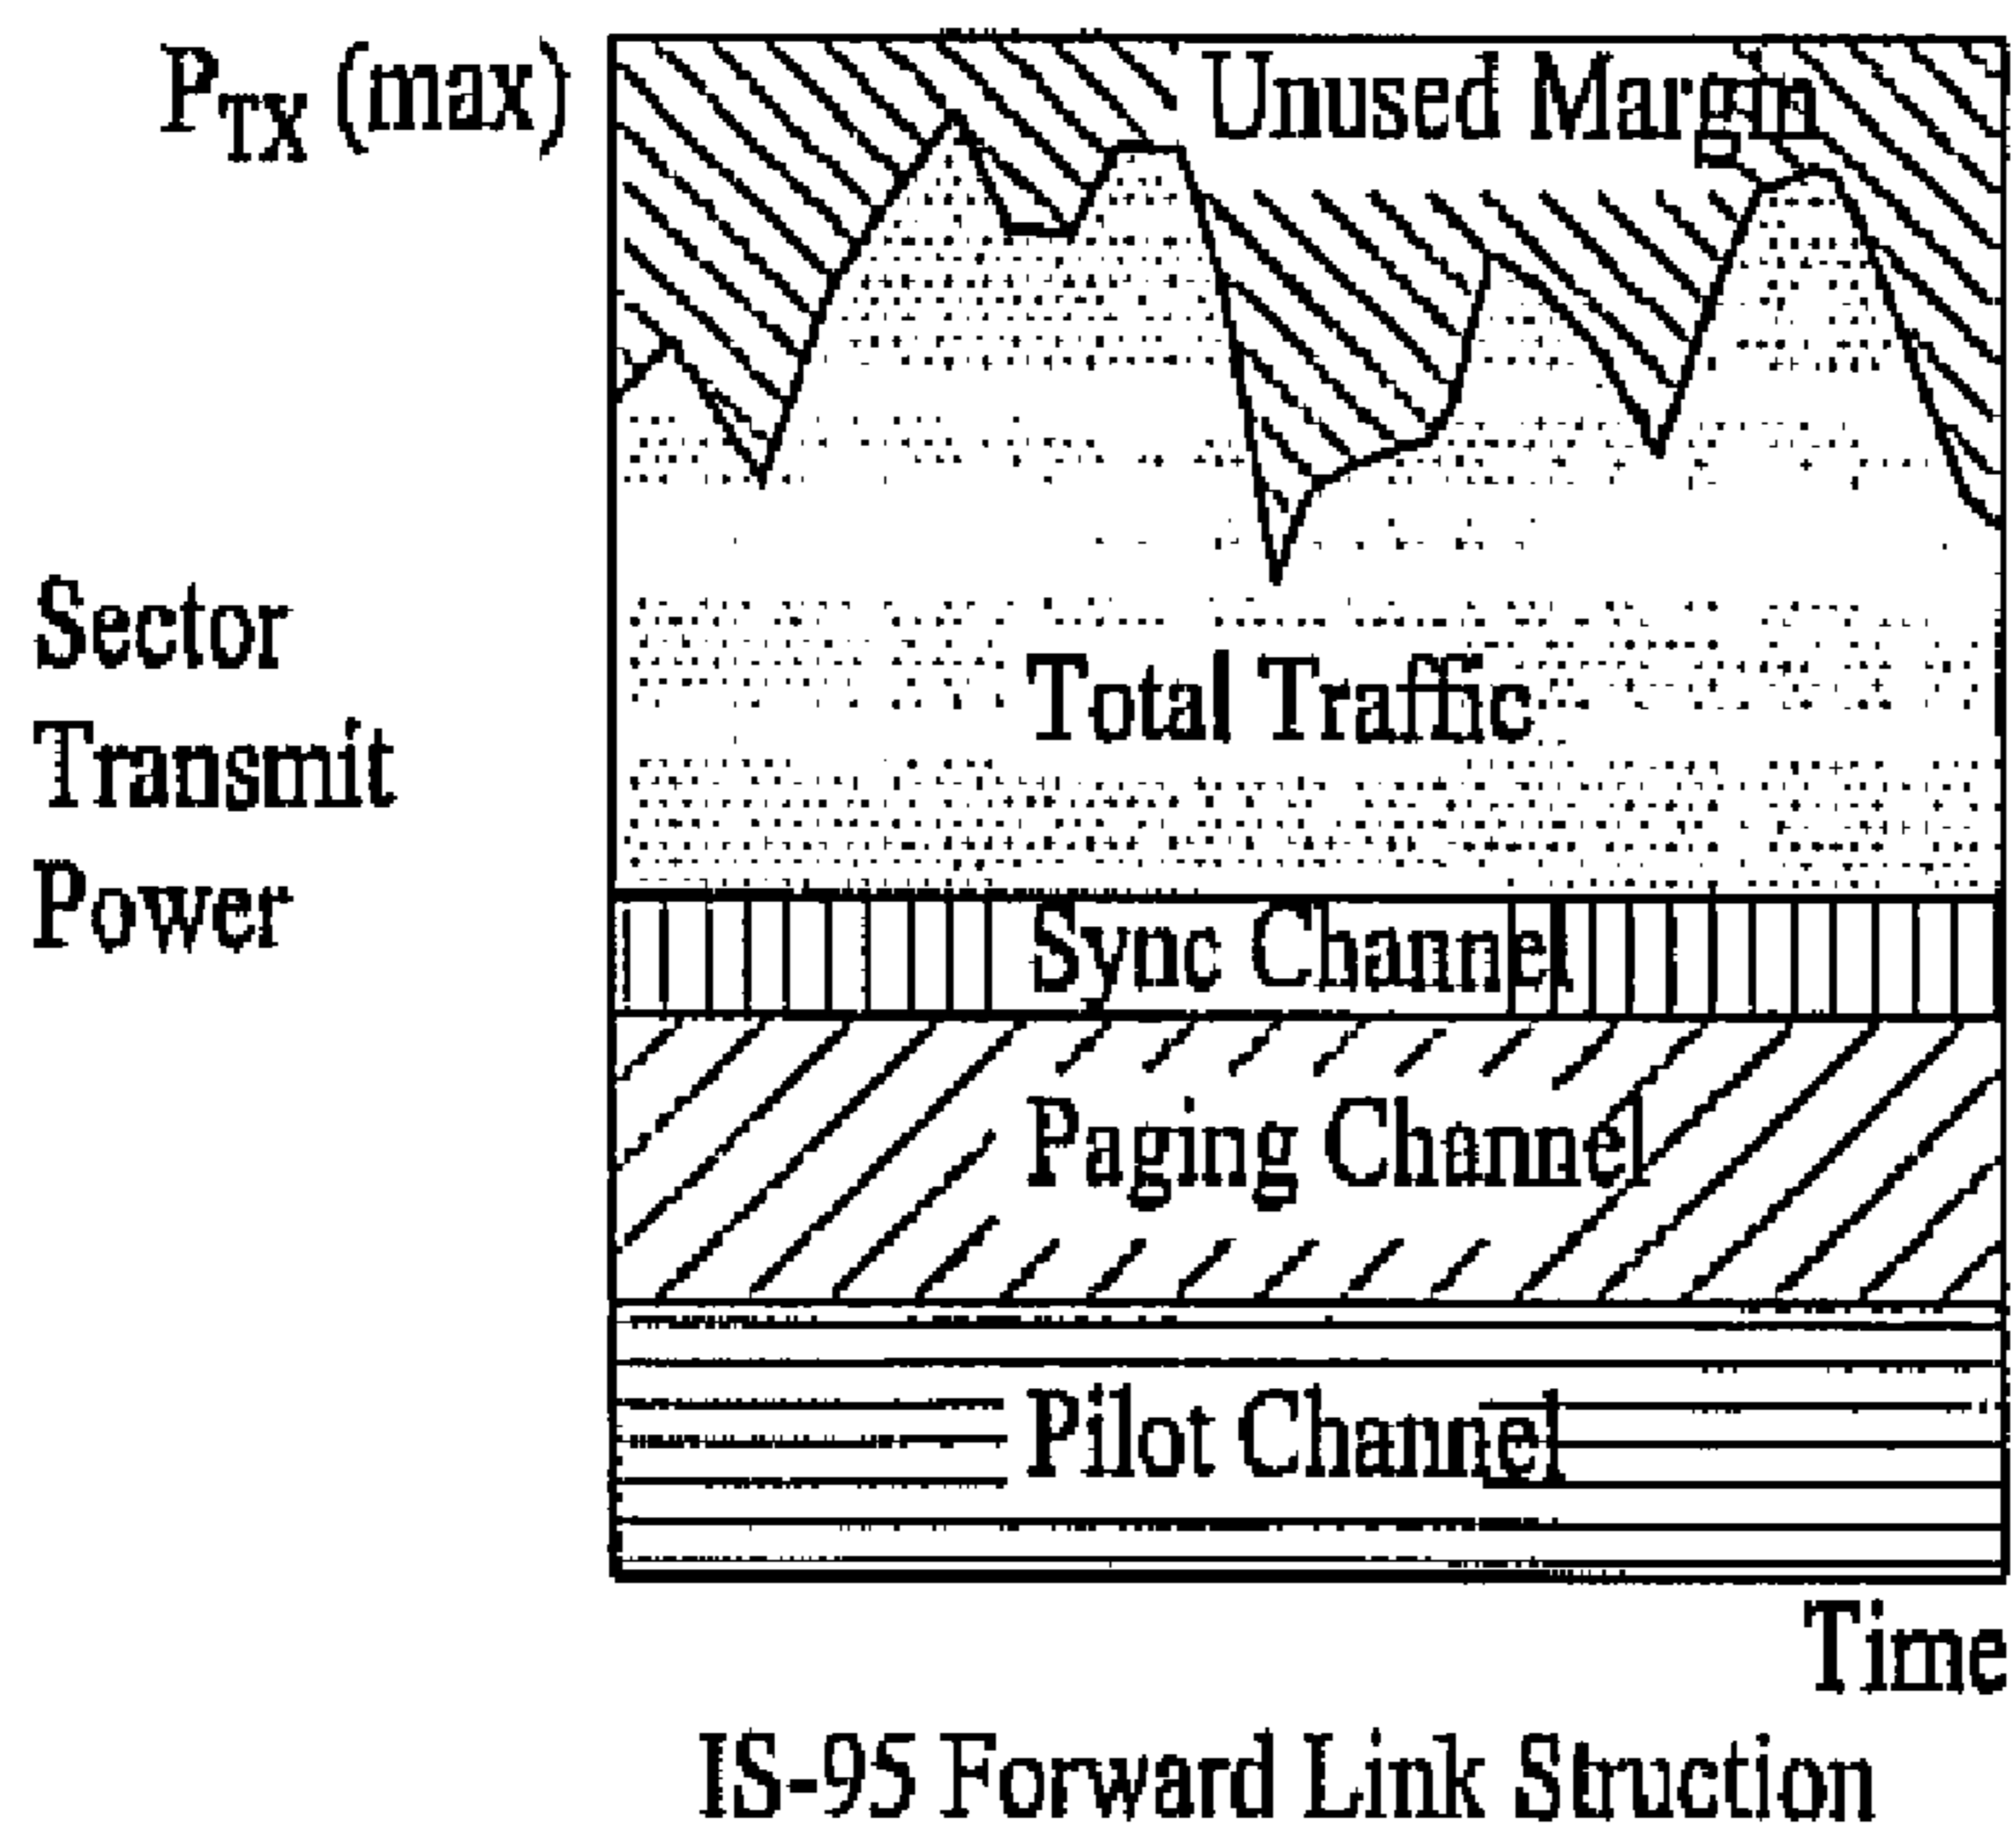 P_TX (max)
Unused Margin
Sector
Transmit
Power
Total Traffic
Sync Channel
Paging Channel
Pilot Channel
Time
IS-95 Forward Link Struction